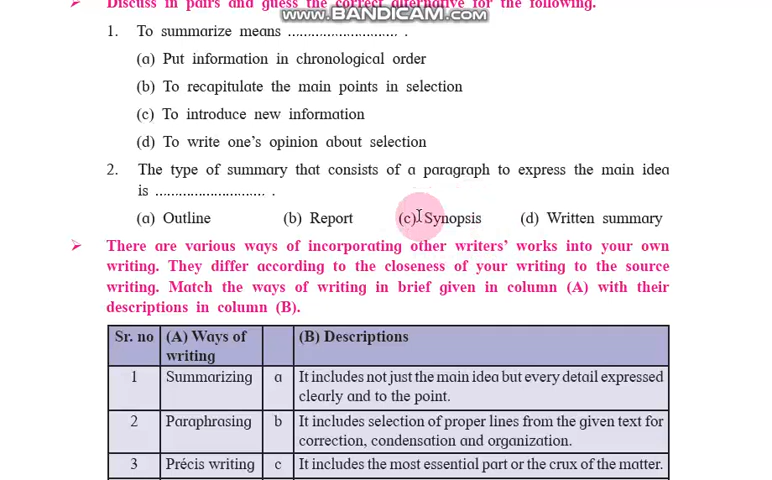 Discuss in pairs and guess the correct alternative for the following.
WWW.BANDICAM.COM
1. To summarize means ............................ .
(a) Put information in chronological order
(b) To recapitulate the main points in selection
(c) To introduce new information
(d) To write one's opinion about selection
2. The type of summary that consists of a paragraph to express the main idea
is ............................ .
(a) Outline (b) Report (c) Synopsis (d) Written summary
There are various ways of incorporating other writers' works into your own
writing. They differ according to the closeness of your writing to the source
writing. Match the ways of writing in brief given in column (A) with their
descriptions in column (B).
Sr. no (A) Ways of writing (B) Descriptions
1 Summarizing a It includes not just the main idea but every detail expressed
clearly and to the point.
2 Paraphrasing b It includes selection of proper lines from the given text for
correction, condensation and organization.
3 Précis writing c It includes the most essential part or the crux of the matter.